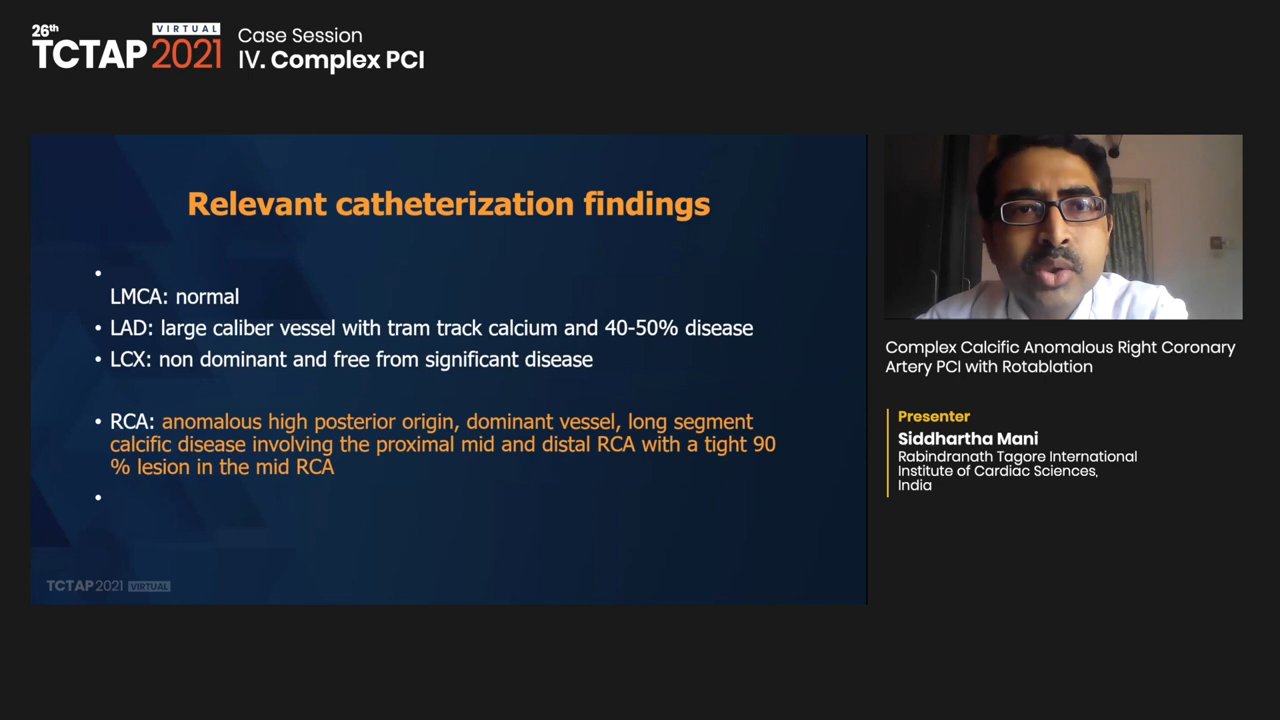 26th
VIRTUAL
TCTAP 2021
Case Session
IV. Complex PCI
Relevant catheterization findings
•
LMCA: normal
• LAD: large caliber vessel with tram track calcium and 40-50% disease
• LCX: non dominant and free from significant disease
• RCA: anomalous high posterior origin, dominant vessel, long segment
calcific disease involving the proximal mid and distal RCA with a tight 90
% lesion in the mid RCA
•
TCTAP 2021 VIRTUAL
Complex Calcific Anomalous Right Coronary
Artery PCI with Rotablation
Presenter
Siddhartha Mani
Rabindranath Tagore International
Institute of Cardiac Sciences,
India